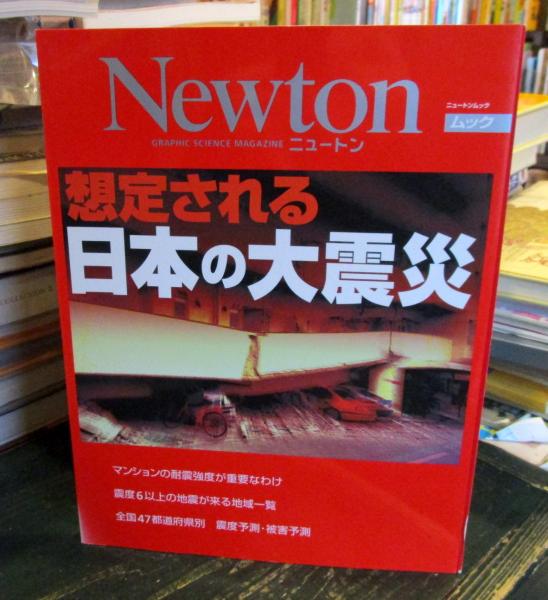 Newton
GRAPHIC SCIENCE MAGAZINE ニュートン
ニュートンムック
ムック
想定される
日本の大震災
マンションの耐震強度が重要なわけ
震度6以上の地震が来る地域一覧
全国47都道府県別 震度予測・被害予測